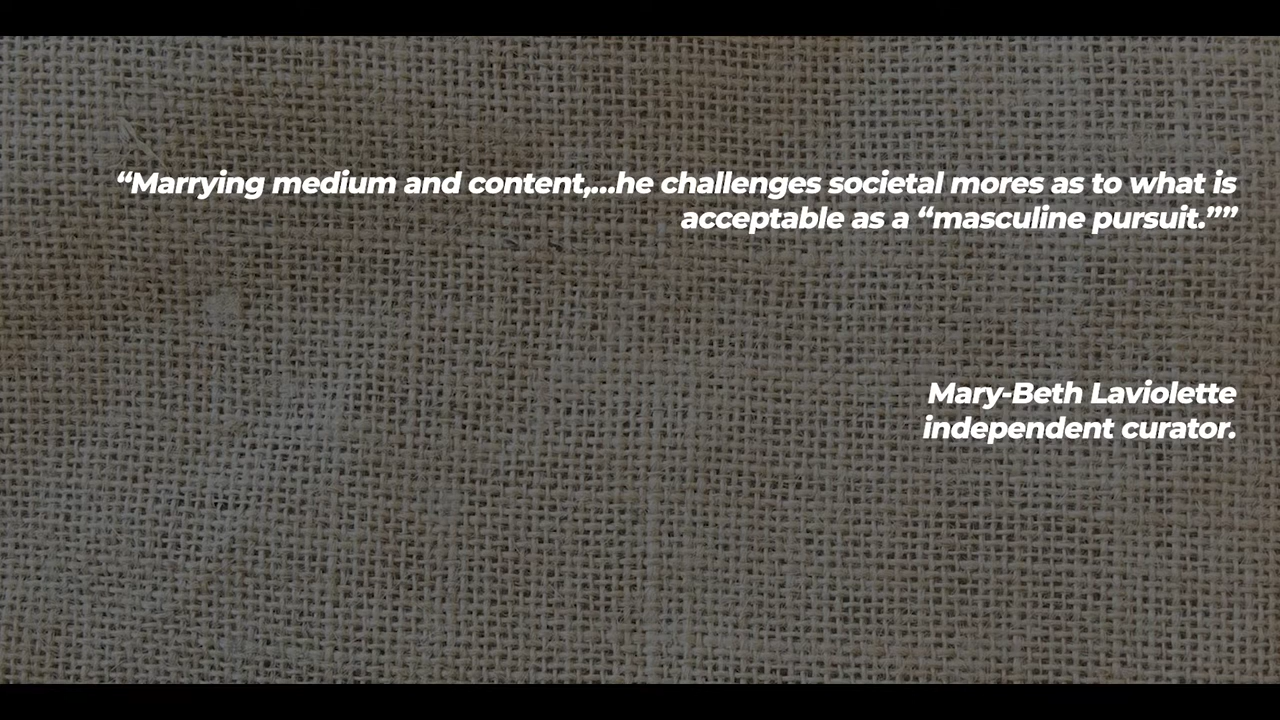 “Marrying medium and content,...he challenges societal mores as to what is
acceptable as a “masculine pursuit.””
Mary-Beth Laviolette
independent curator.